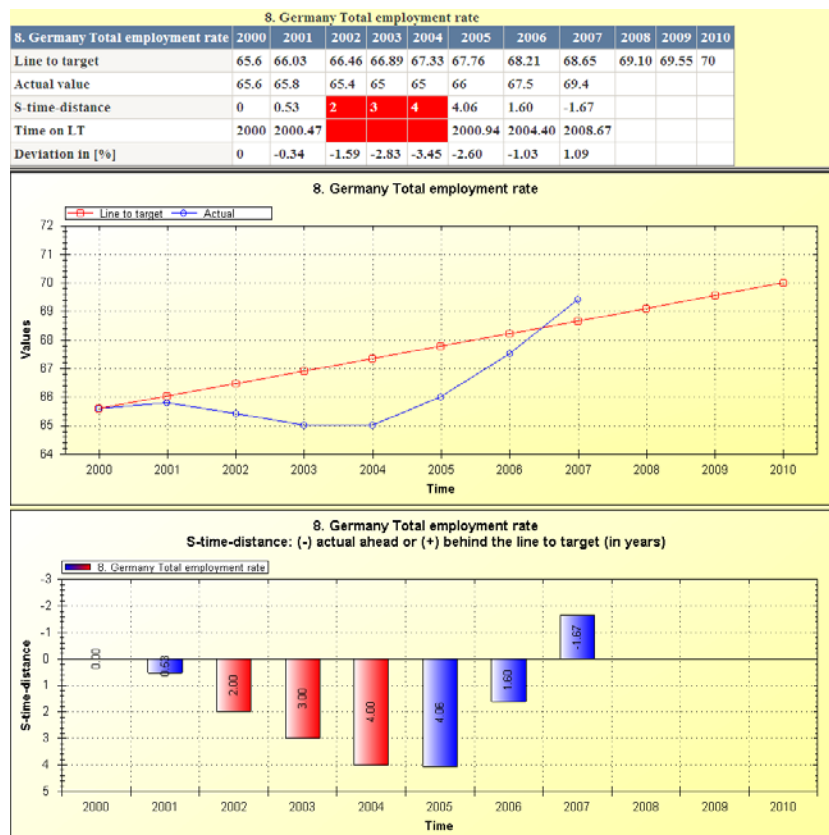 8. Germany Total employment rate
8. Germany Total employment rate 2000 2001 2002 2003 2004 2005 2006 2007 2008 2009 2010
Line to target 65.6 66.03 66.46 66.89 67.33 67.76 68.21 68.65 69.10 69.55 70
Actual value 65.6 65.8 65.4 65 65 66 67.5 69.4
S-time-distance 0 0.53 2 3 4 4.06 1.60 -1.67
Time on LT 2000 2000.47 2000.94 2004.40 2008.67
Deviation in [%] 0 -0.34 -1.59 -2.83 -3.45 -2.60 -1.03 1.09
8. Germany Total employment rate
Line to target Actual
72
71
70
69
68
67
66
65
64
Values
2000 2001 2002 2003 2004 2005 2006 2007 2008 2009 2010
Time
8. Germany Total employment rate
S-time-distance: (-) actual ahead or (+) behind the line to target (in years)
8. Germany Total employment rate
-3
-2
-1
0
1
2
3
4
5
S-time-distance
0.00 0.53 2.00 3.00 4.00 4.06 1.60 -1.67
2000 2001 2002 2003 2004 2005 2006 2007 2008 2009 2010
Time